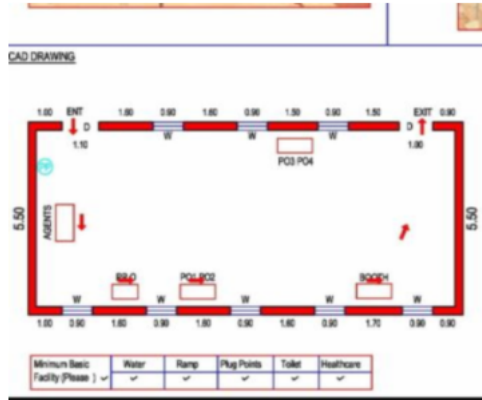 CAD DRAWING
1.00 ENT 1.60 0.90 1.60 0.90 1.50 0.90 1.50 EXIT 0.90
D D
W W W
1.10 1.00
PO3 PO4
5.50 5.50
AGENTS
PO1 PO2 BOOTH
W W W W W
1.00 0.90 1.60 0.90 1.60 0.90 1.60 0.90 1.70 0.90 0.90
Minimum Basic Water Ramp Plug Points Toilet Healthcare
Facility (Please ) ✓ ✓ ✓ ✓ ✓ ✓